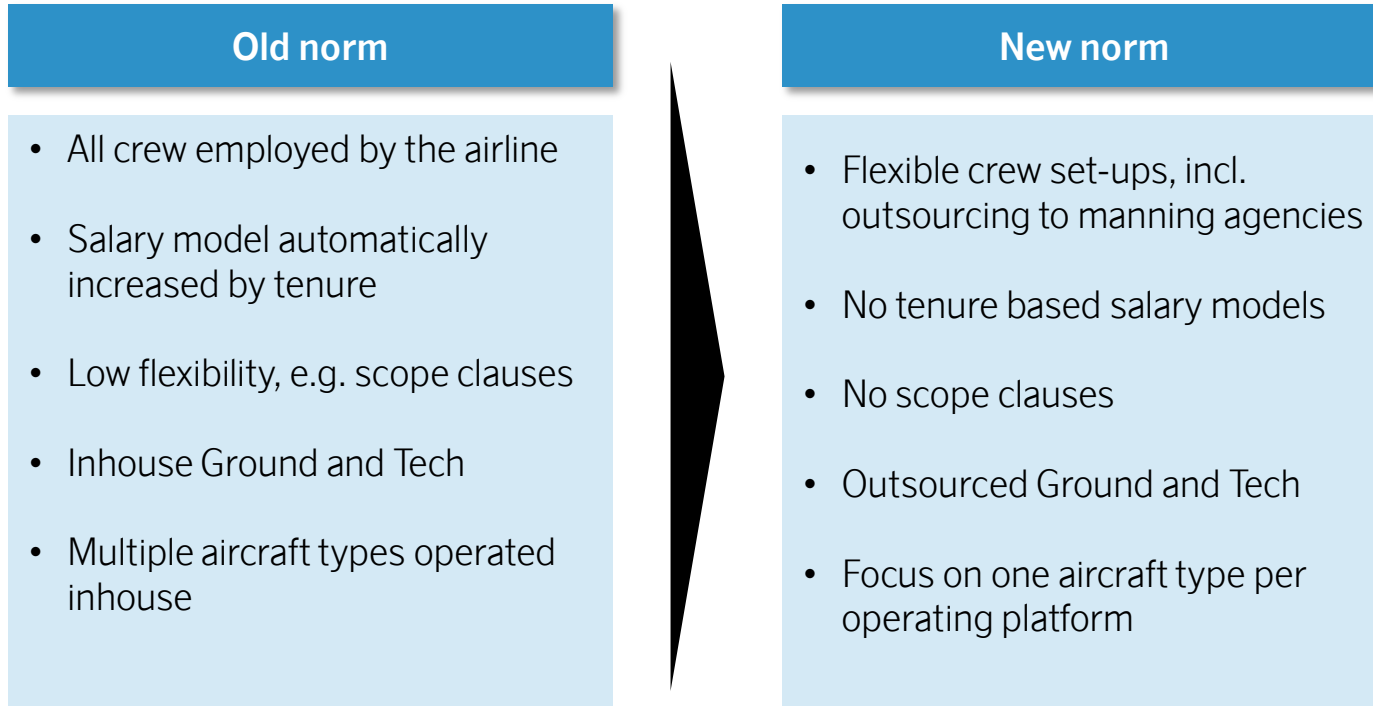 Old norm
• All crew employed by the airline
• Salary model automatically
increased by tenure
• Low flexibility, e.g. scope clauses
• Inhouse Ground and Tech
• Multiple aircraft types operated
inhouse
New norm
• Flexible crew set-ups, incl.
outsourcing to manning agencies
• No tenure based salary models
• No scope clauses
• Outsourced Ground and Tech
• Focus on one aircraft type per
operating platform